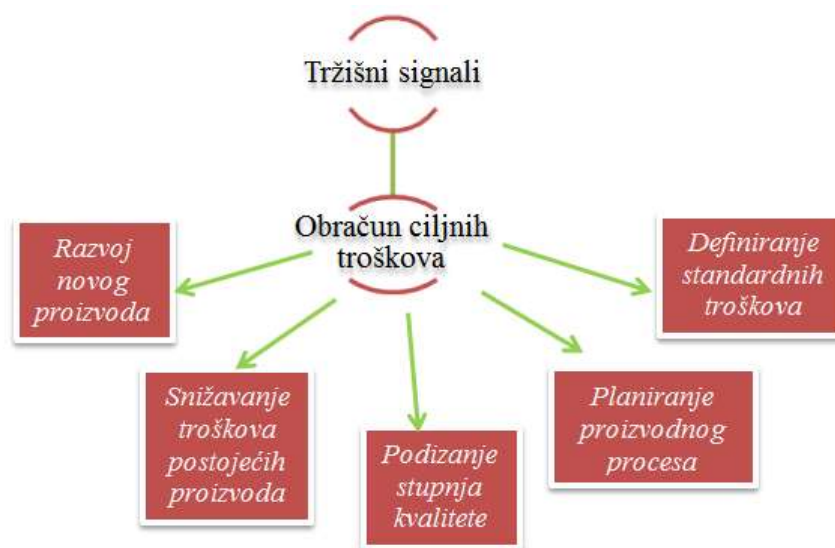 Tržišni signali
Obračun ciljnih
troškova
Razvoj
novog
proizvoda
Snižavanje
troškova
postojećih
proizvoda
Podizanje
stupnja
kvalitete
Planiranje
proizvodnog
procesa
Definiranje
standardnih
troškova